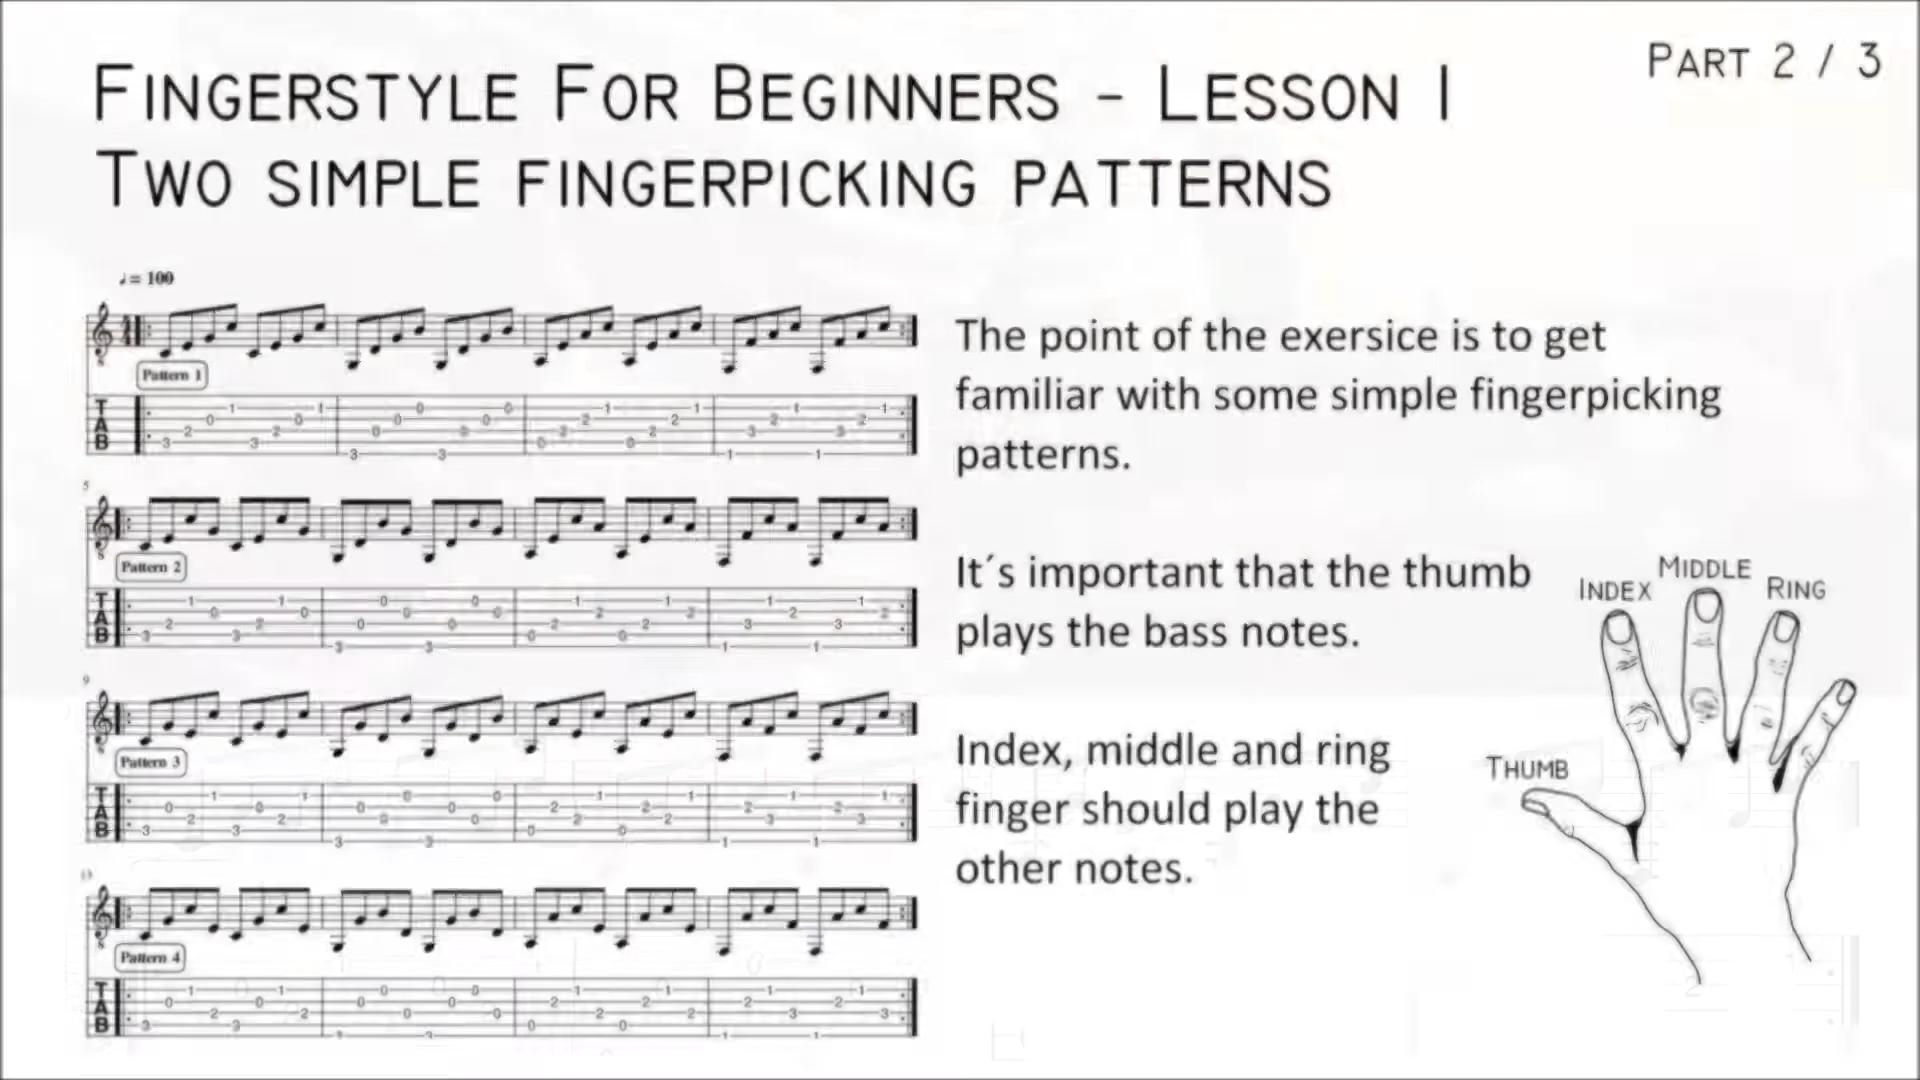 PART 2 / 3
FINGERSTYLE FOR BEGINNERS - LESSON 1
TWO SIMPLE FINGERPICKING PATTERNS
♩= 100
Pattern 1
5
Pattern 2
9
Pattern 3
13
Pattern 4
The point of the exersice is to get
familiar with some simple fingerpicking
patterns.
It´s important that the thumb
plays the bass notes.
Index, middle and ring
finger should play the
other notes.
MIDDLE
INDEX
RING
THUMB